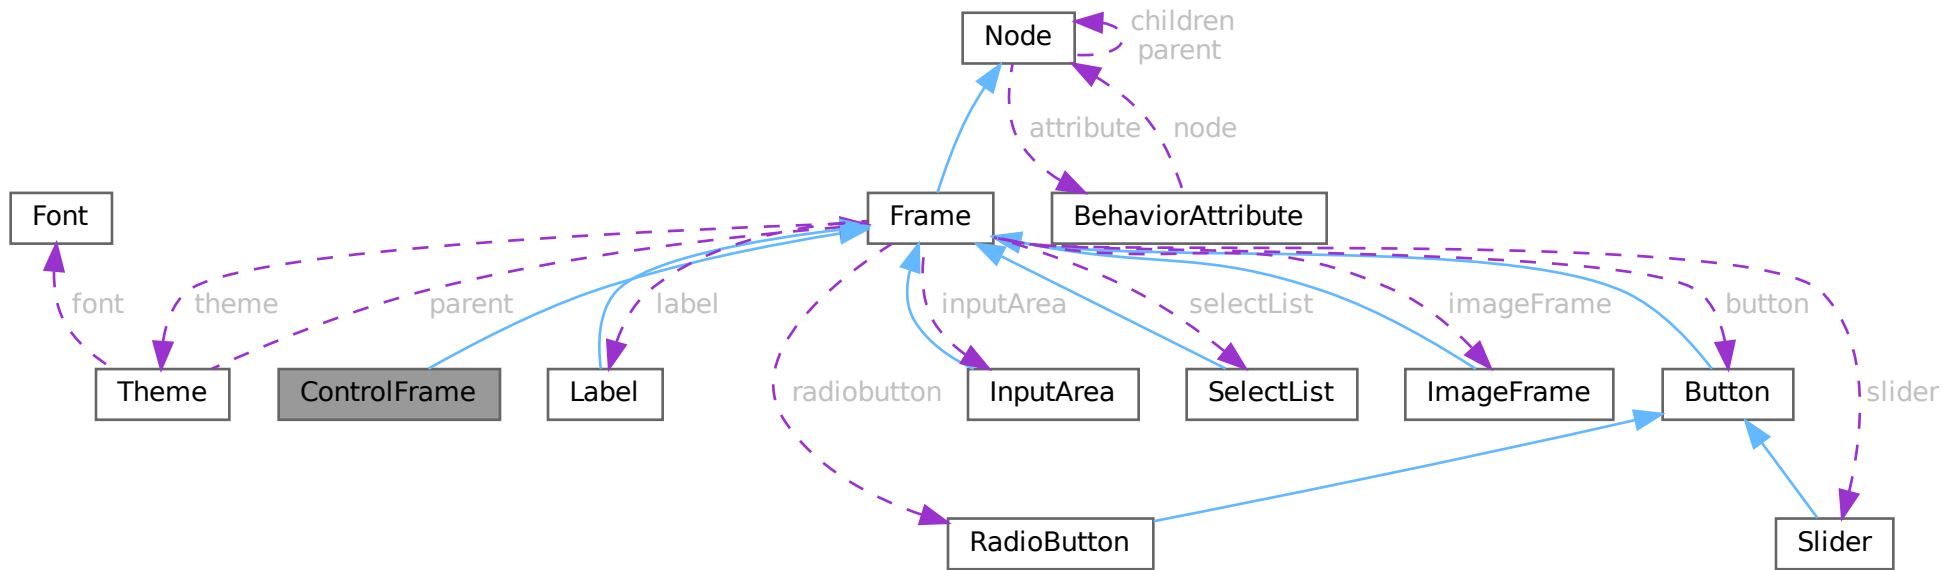 Node
children
parent
attribute
node
Font
Frame
BehaviorAttribute
font
theme
parent
label
inputArea
selectList
imageFrame
button
Theme
ControlFrame
Label
radiobutton
InputArea
SelectList
ImageFrame
Button
slider
RadioButton
Slider